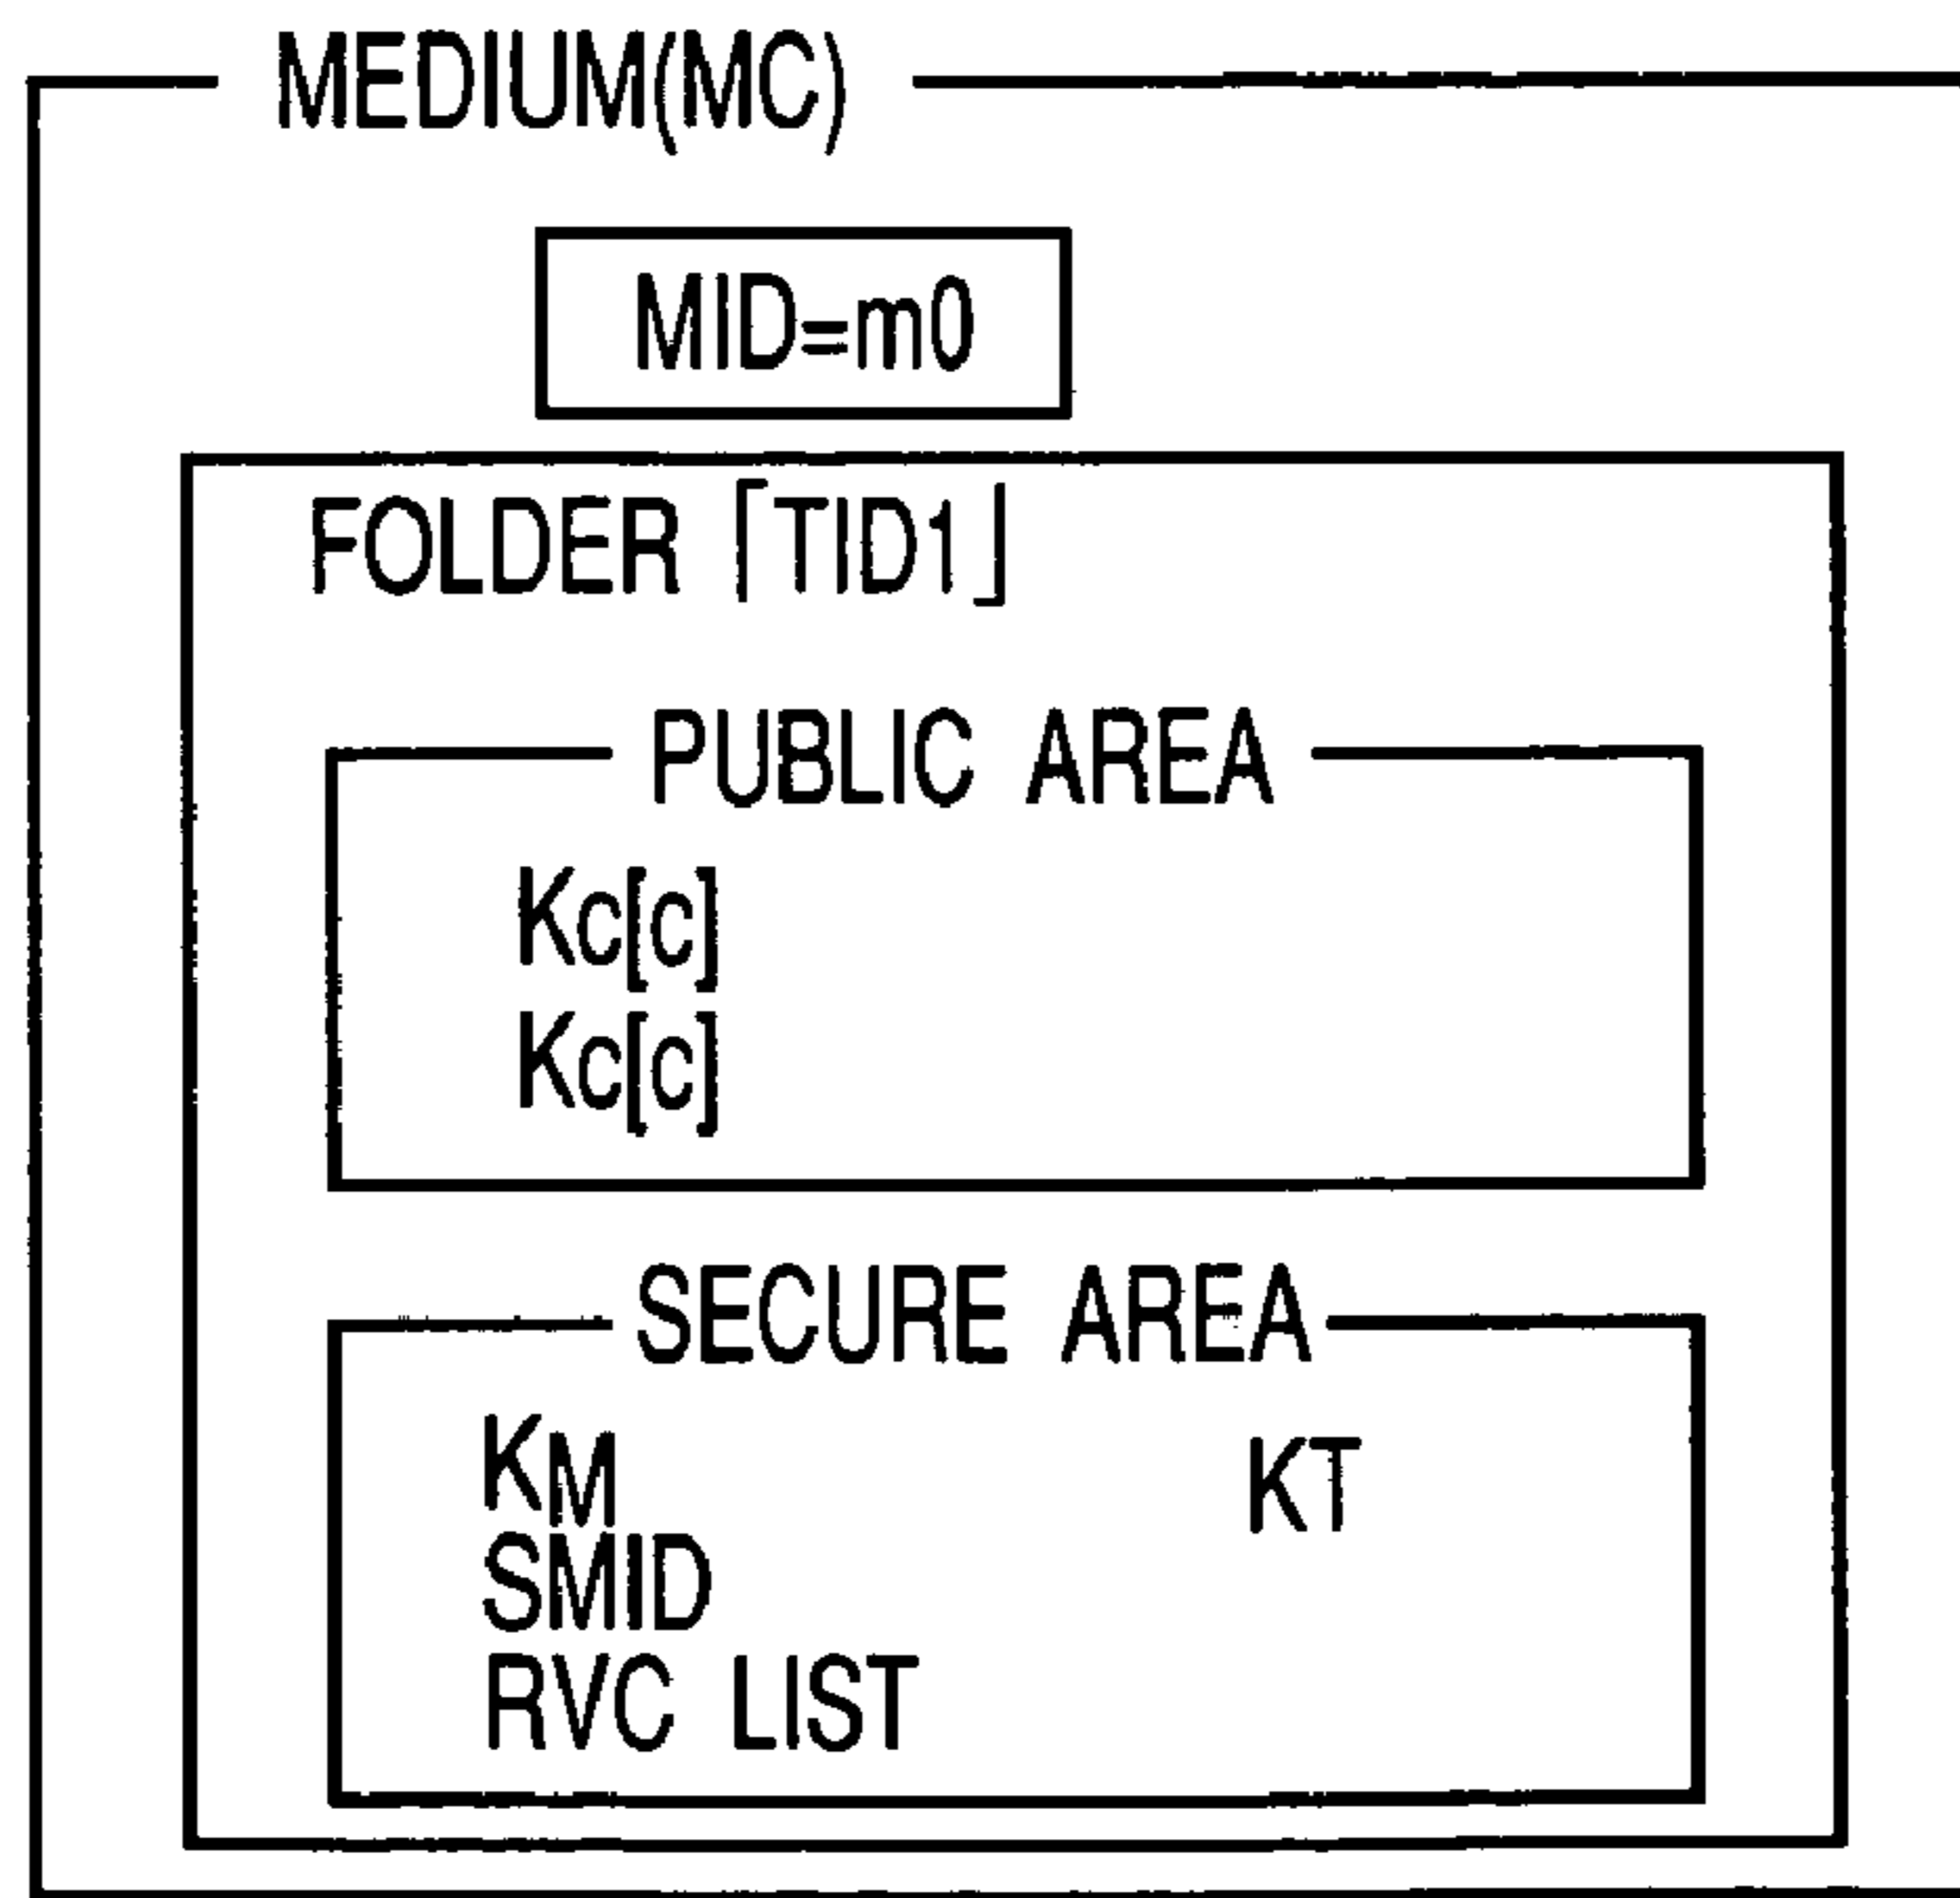 MEDIUM(MC)
MID=m0
FOLDER「TID1」
PUBLIC AREA
Kc[c]
Kc[c]
SECURE AREA
KM KT
SMID
RVC LIST